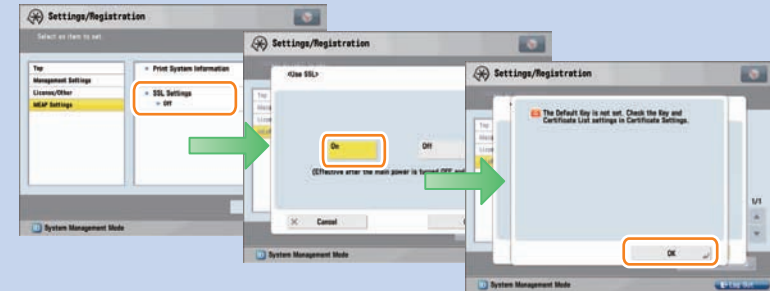 Settings/Registration
Select an item to set.
Top
Management Settings
License/Other
MEAP Settings
Print System Information
SSL Settings
Off
System Management Mode
Settings/Registration
<Use SSL>
On
Off
(Effective after the main power is turned OFF and
Cancel
System Management Mode
Settings/Registration
The Default Key is not set. Check the Key and
Certificate List settings in Certificate Settings.
1/1
OK
System Management Mode
Log Out